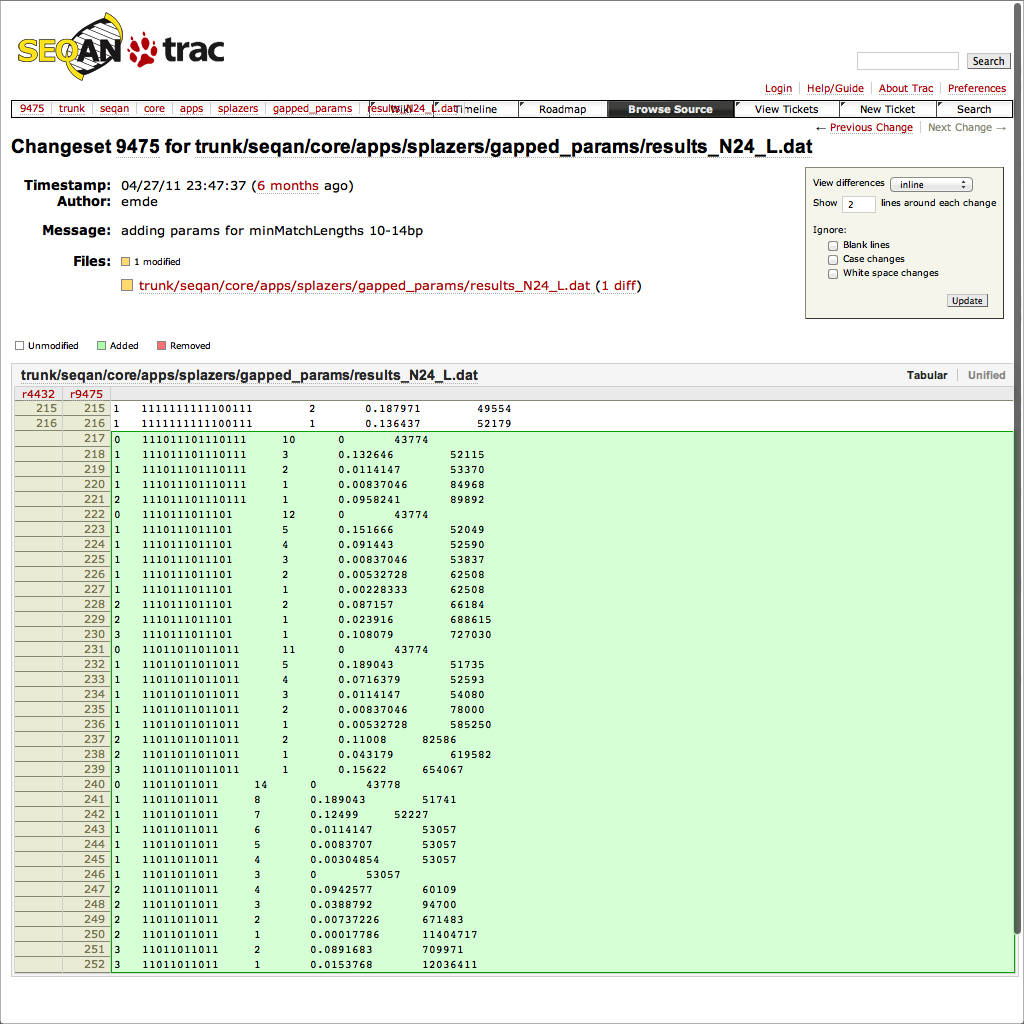 SEQAN trac
Search
Login Help/Guide About Trac Preferences
9475 trunk seqan core apps splazers gapped_params results_N24_L.dat Wiki Timeline Roadmap Browse Source View Tickets New Ticket Search
← Previous Change Next Change →
Changeset 9475 for trunk/seqan/core/apps/splazers/gapped_params/results_N24_L.dat
View differences inline
Show 2 lines around each change
Ignore:
Blank lines
Case changes
White space changes
Update
Timestamp: 04/27/11 23:47:37 (6 months ago)
Author: emde
Message: adding params for minMatchLengths 10-14bp
Files: 1 modified
trunk/seqan/core/apps/splazers/gapped_params/results_N24_L.dat (1 diff)
Unmodified Added Removed
trunk/seqan/core/apps/splazers/gapped_params/results_N24_L.dat Tabular Unified
r4432 r9475
215 215 1 1111111111100111 2 0.187971 49554
216 216 1 1111111111100111 1 0.136437 52179
217 0 111011101110111 10 0 43774
218 1 111011101110111 3 0.132646 52115
219 1 111011101110111 2 0.0114147 53370
220 1 111011101110111 1 0.00837046 84968
221 2 111011101110111 1 0.0958241 89892
222 0 1110111011101 12 0 43774
223 1 1110111011101 5 0.151666 52049
224 1 1110111011101 4 0.091443 52590
225 1 1110111011101 3 0.00837046 53837
226 1 1110111011101 2 0.00532728 62508
227 1 1110111011101 1 0.00228333 62508
228 2 1110111011101 2 0.087157 66184
229 2 1110111011101 1 0.023916 688615
230 3 1110111011101 1 0.108079 727030
231 0 11011011011011 11 0 43774
232 1 11011011011011 5 0.189043 51735
233 1 11011011011011 4 0.0716379 52593
234 1 11011011011011 3 0.0114147 54080
235 1 11011011011011 2 0.00837046 78000
236 1 11011011011011 1 0.00532728 585250
237 2 11011011011011 2 0.11008 82586
238 2 11011011011011 1 0.043179 619582
239 3 11011011011011 1 0.15622 654067
240 0 11011011011 14 0 43778
241 1 11011011011 8 0.189043 51741
242 1 11011011011 7 0.12499 52227
243 1 11011011011 6 0.0114147 53057
244 1 11011011011 5 0.0083707 53057
245 1 11011011011 4 0.00304854 53057
246 1 11011011011 3 0 53057
247 2 11011011011 4 0.0942577 60109
248 2 11011011011 3 0.0388792 94700
249 2 11011011011 2 0.00737226 671483
250 2 11011011011 1 0.00017786 11404717
251 3 11011011011 2 0.0891683 709971
252 3 11011011011 1 0.0153768 12036411